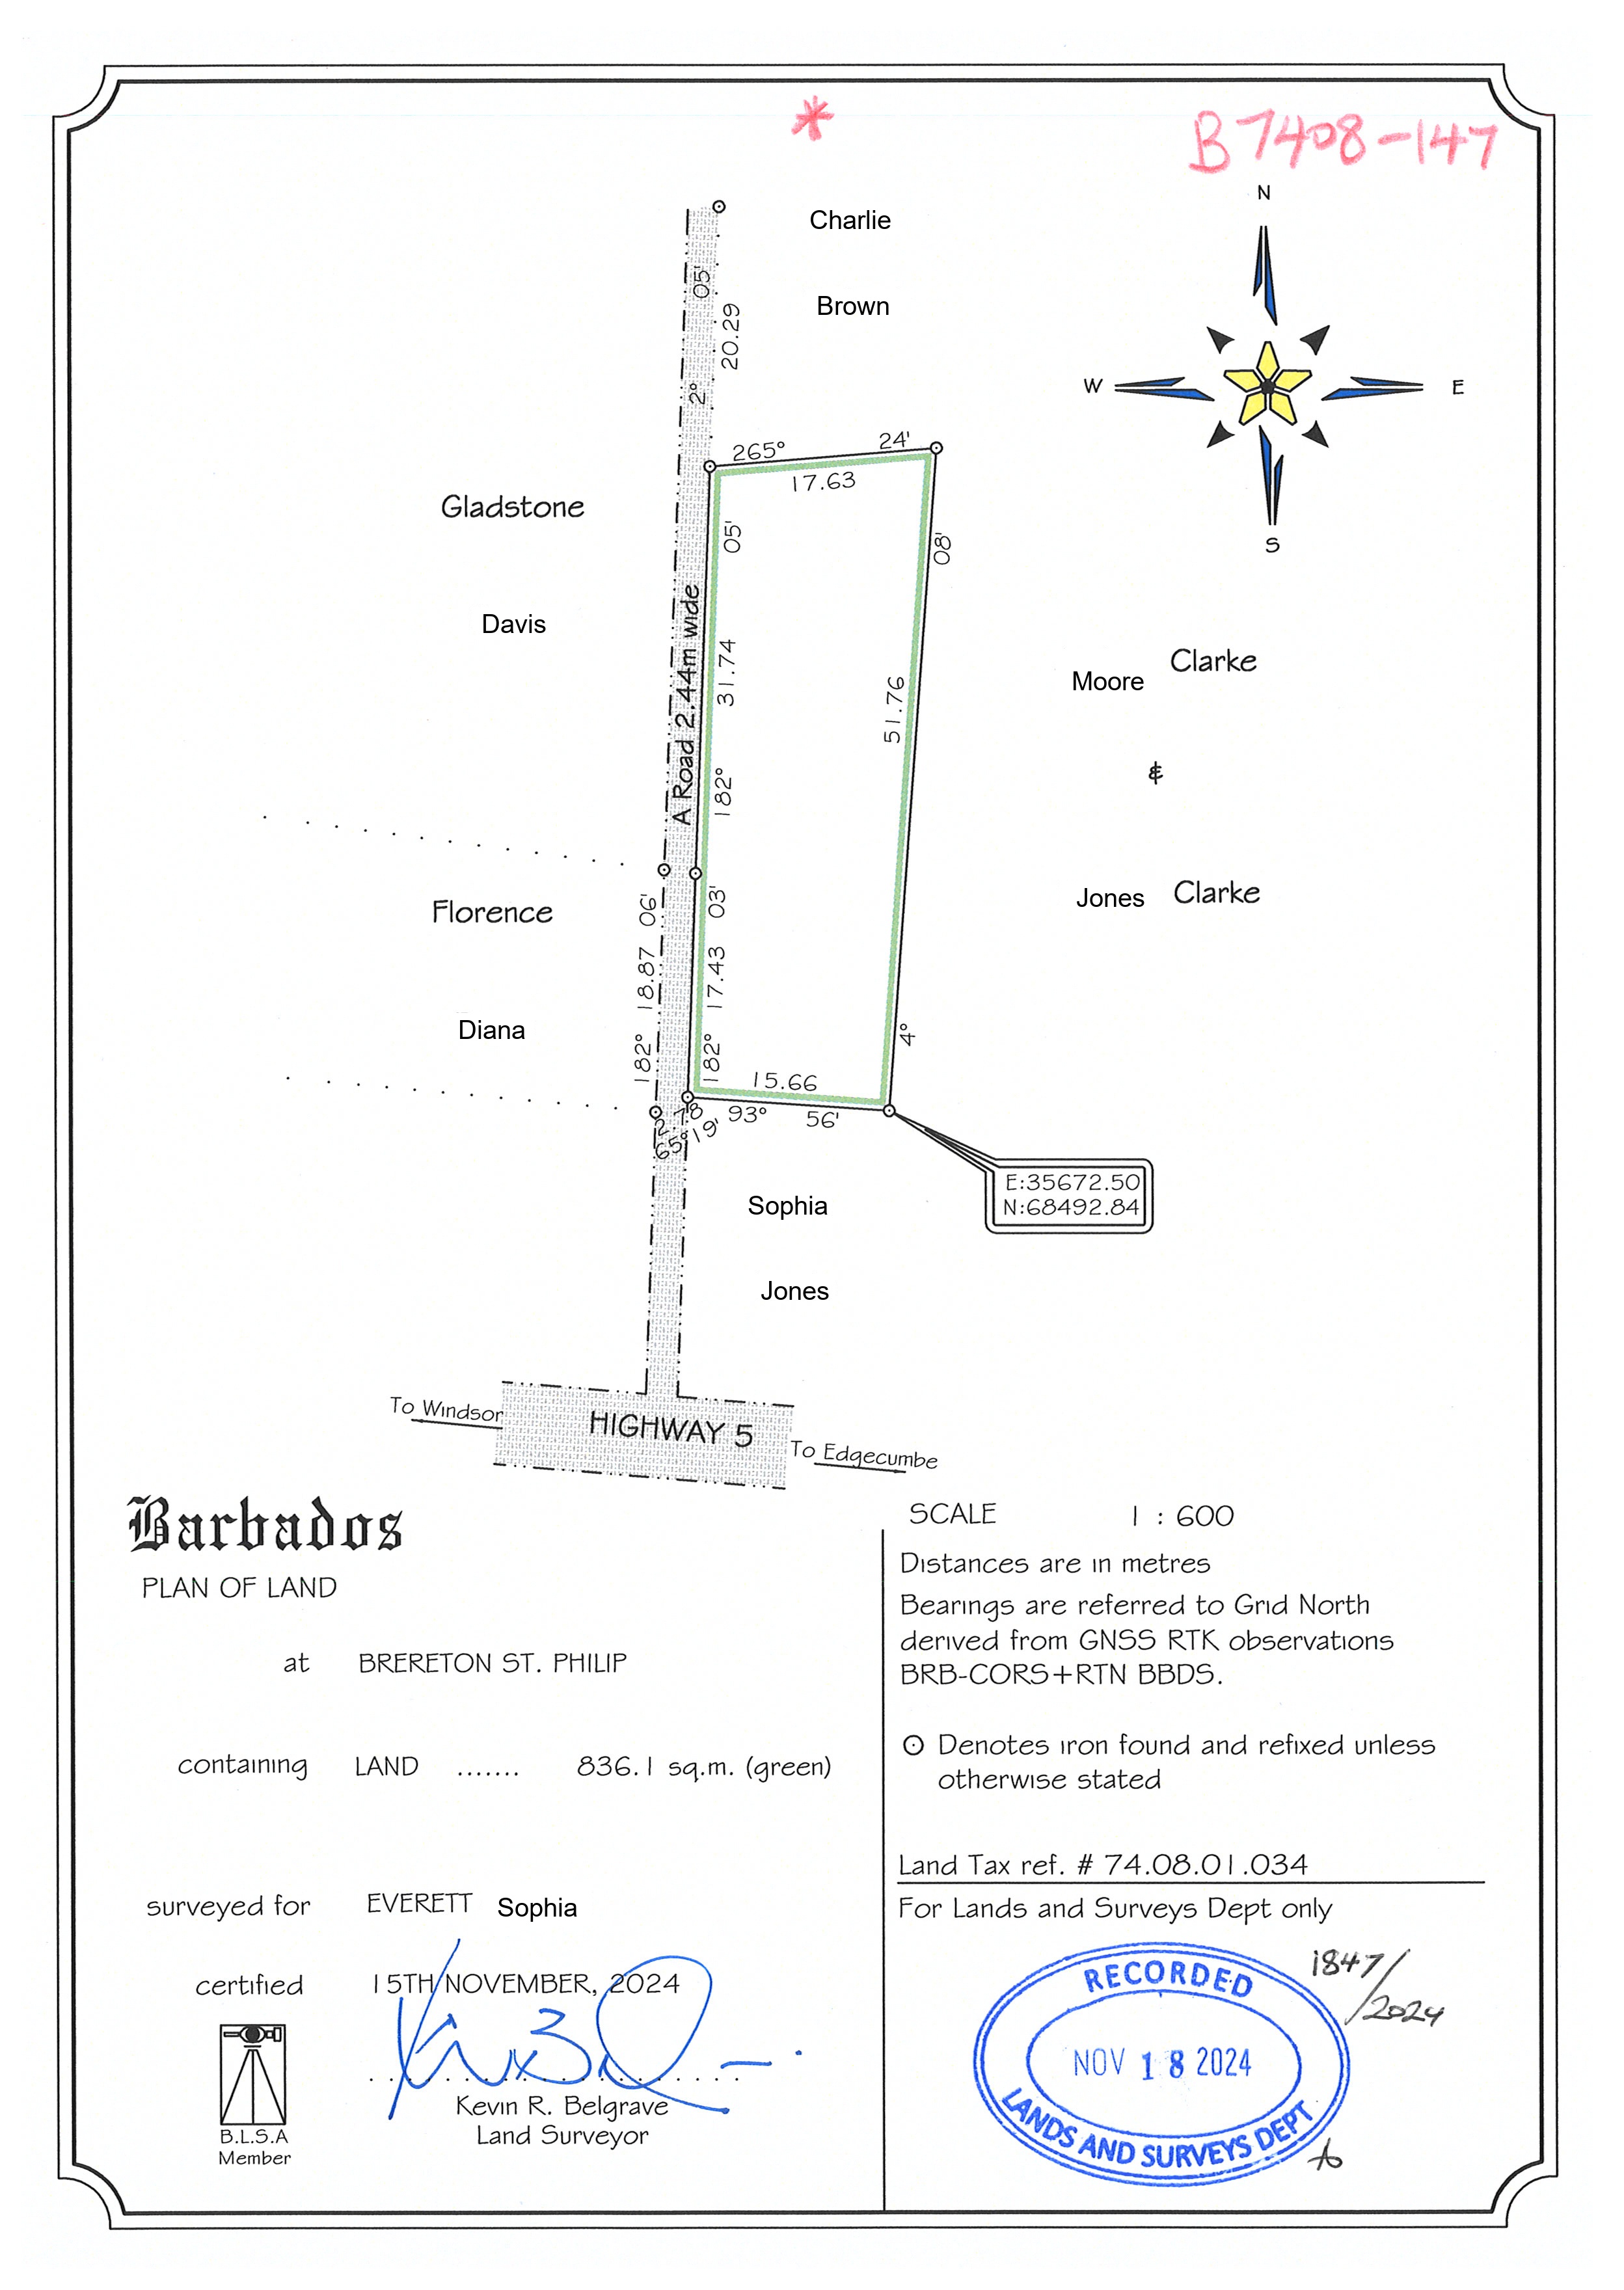 *
B7408-147
N
W
E
S
Charlie
Brown
2° 20.29 05'
265° 24'
17.63
Gladstone
Davis
A Road 2.44m wide
182° 31.74 05'
4° 51.76 08'
Moore Clarke
&
Jones Clarke
Florence
Diana
182° 18.87 06'
182° 17.43 03'
15.66
93° 56'
2.78
65°19'
E:35672.50
N:68492.84
Sophia
Jones
To Windsor
HIGHWAY 5
To Edgecumbe
Barbados
PLAN OF LAND
at BRERETON ST. PHILIP
containing LAND ....... 836.1 sq.m. (green)
surveyed for EVERETT Sophia
certified 15TH NOVEMBER, 2024
Kevin R. Belgrave
Land Surveyor
B.L.S.A
Member
SCALE 1 : 600
Distances are in metres
Bearings are referred to Grid North
derived from GNSS RTK observations
BRB-CORS+RTN BBDS.
Denotes iron found and refixed unless
otherwise stated
Land Tax ref. # 74.08.01.034
For Lands and Surveys Dept only
1847/
2024
RECORDED
NOV 18 2024
LANDS AND SURVEYS DEPT